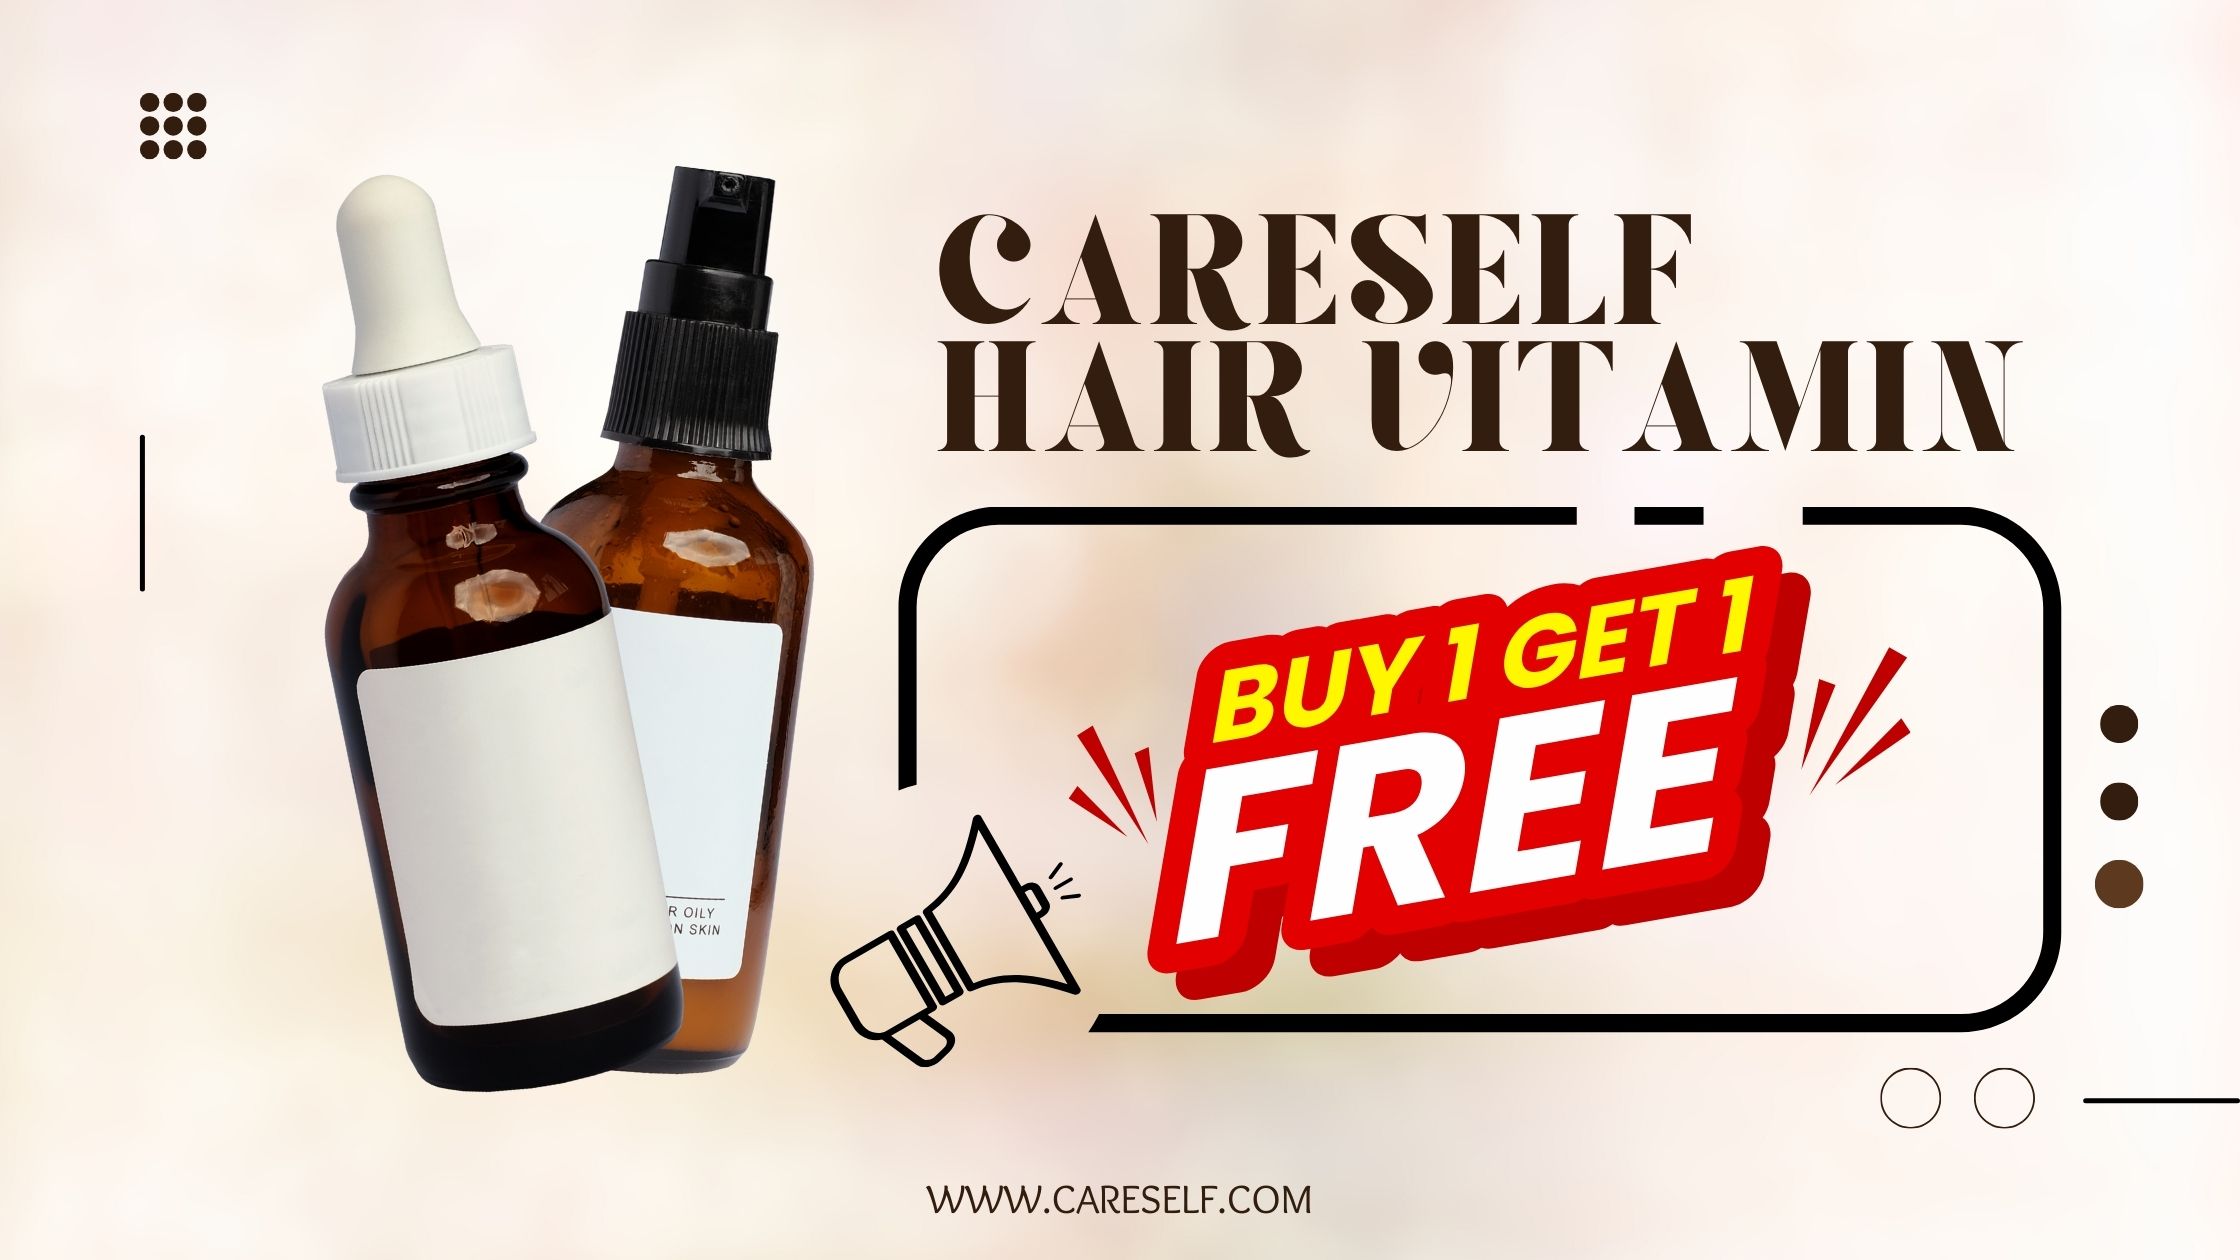 CARESELF
HAIR VITAMIN
BUY 1 GET 1
FREE
R OILY
N SKIN
WWW.CARESELF.COM